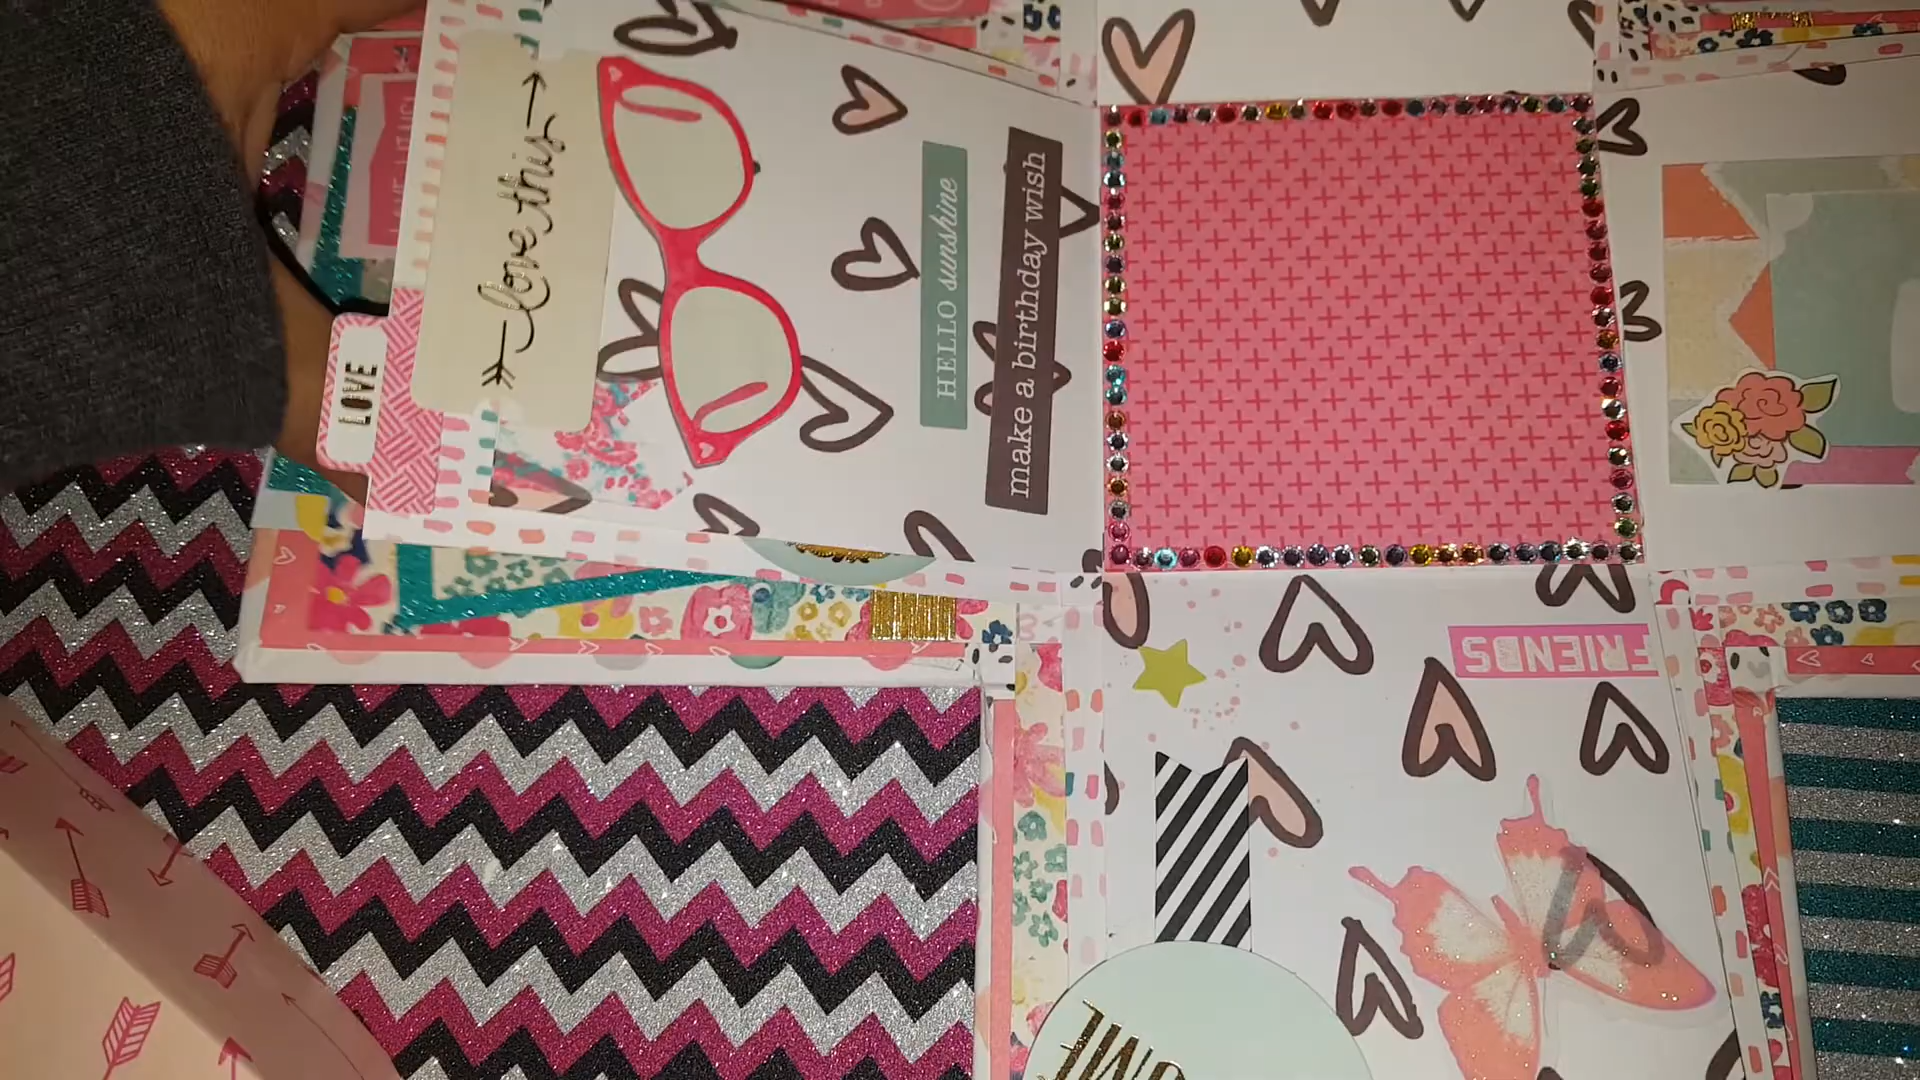 love this
LOVE
HELLO sunshine
make a birthday wish
FRIENDS